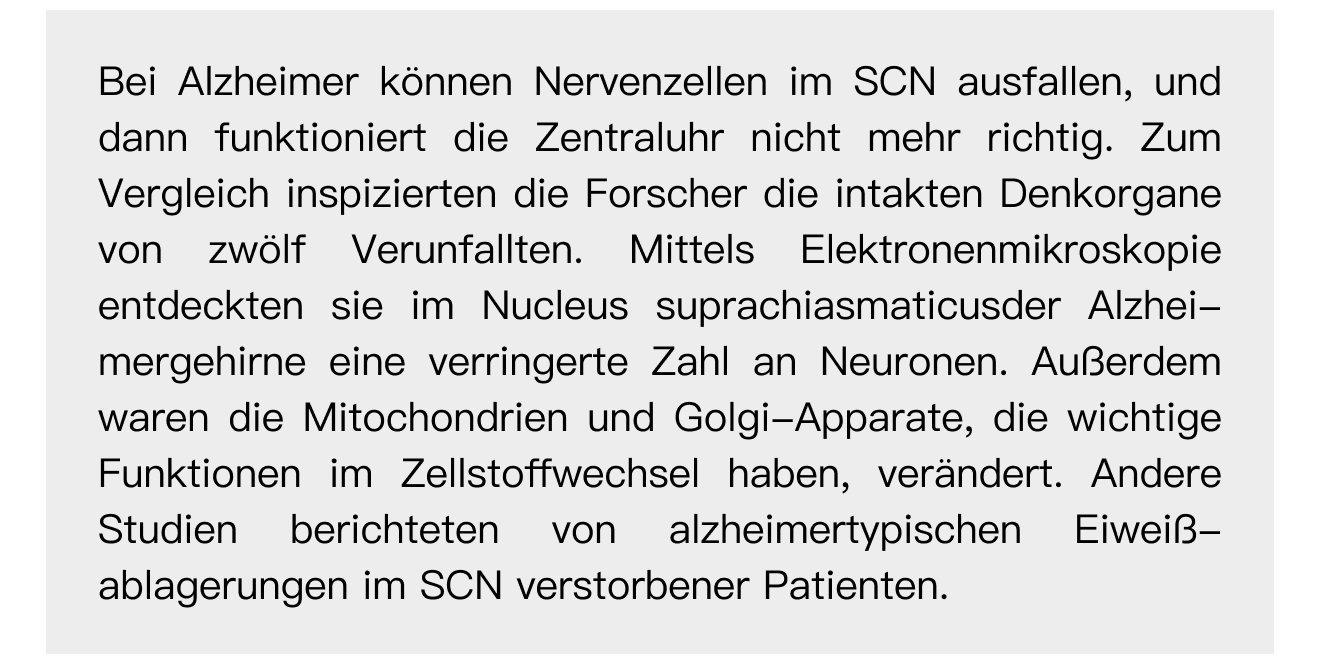 Bei Alzheimer können Nervenzellen im SCN ausfallen, und
dann funktioniert die Zentraluhr nicht mehr richtig. Zum
Vergleich inspizierten die Forscher die intakten Denkorgane
von zwölf Verunfallten. Mittels Elektronenmikroskopie
entdeckten sie im Nucleus suprachiasmaticusder Alzhei-
mergehirne eine verringerte Zahl an Neuronen. Außerdem
waren die Mitochondrien und Golgi-Apparate, die wichtige
Funktionen im Zellstoffwechsel haben, verändert. Andere
Studien berichteten von alzheimertypischen Eiweiß-
ablagerungen im SCN verstorbener Patienten.